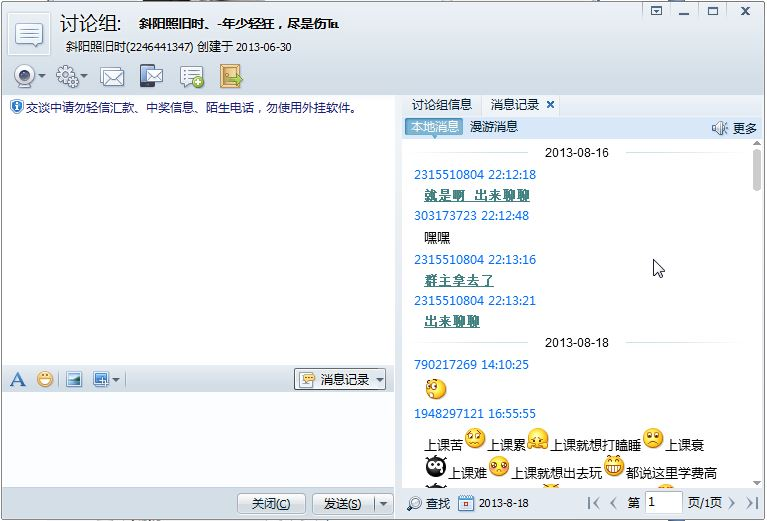 讨论组: 斜阳照旧时、-年少轻狂，尽是伤
斜阳照旧时(2246441347) 创建于 2013-06-30
交谈中请勿轻信汇款、中奖信息、陌生电话，勿使用外挂软件。
消息记录
关闭(C) 发送(S)
讨论组信息 消息记录
本地消息 漫游消息 更多
2013-08-16
2315510804 22:12:18
就是啊 出来聊聊
303173723 22:12:48
嘿嘿
2315510804 22:13:16
群主拿去了
2315510804 22:13:21
出来聊聊
2013-08-18
790217269 14:10:25
1948297121 16:55:55
上课苦 上课累 上课就想打瞌睡 上课衰
上课难 上课就想出去玩 都说这里学费高
查找 2013-8-18 第 1 页/1页